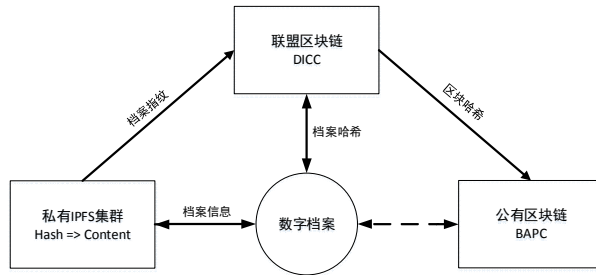 联盟区块链
DICC
档案指纹
区块哈希
档案哈希
私有IPFS集群
Hash => Content
档案信息
数字档案
公有区块链
BAPC